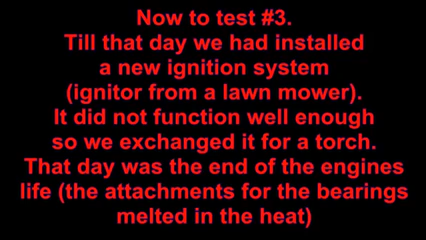 Now to test #3.
Till that day we had installed
a new ignition system
(ignitor from a lawn mower).
It did not function well enough
so we exchanged it for a torch.
That day was the end of the engines
life (the attachments for the bearings
melted in the heat)